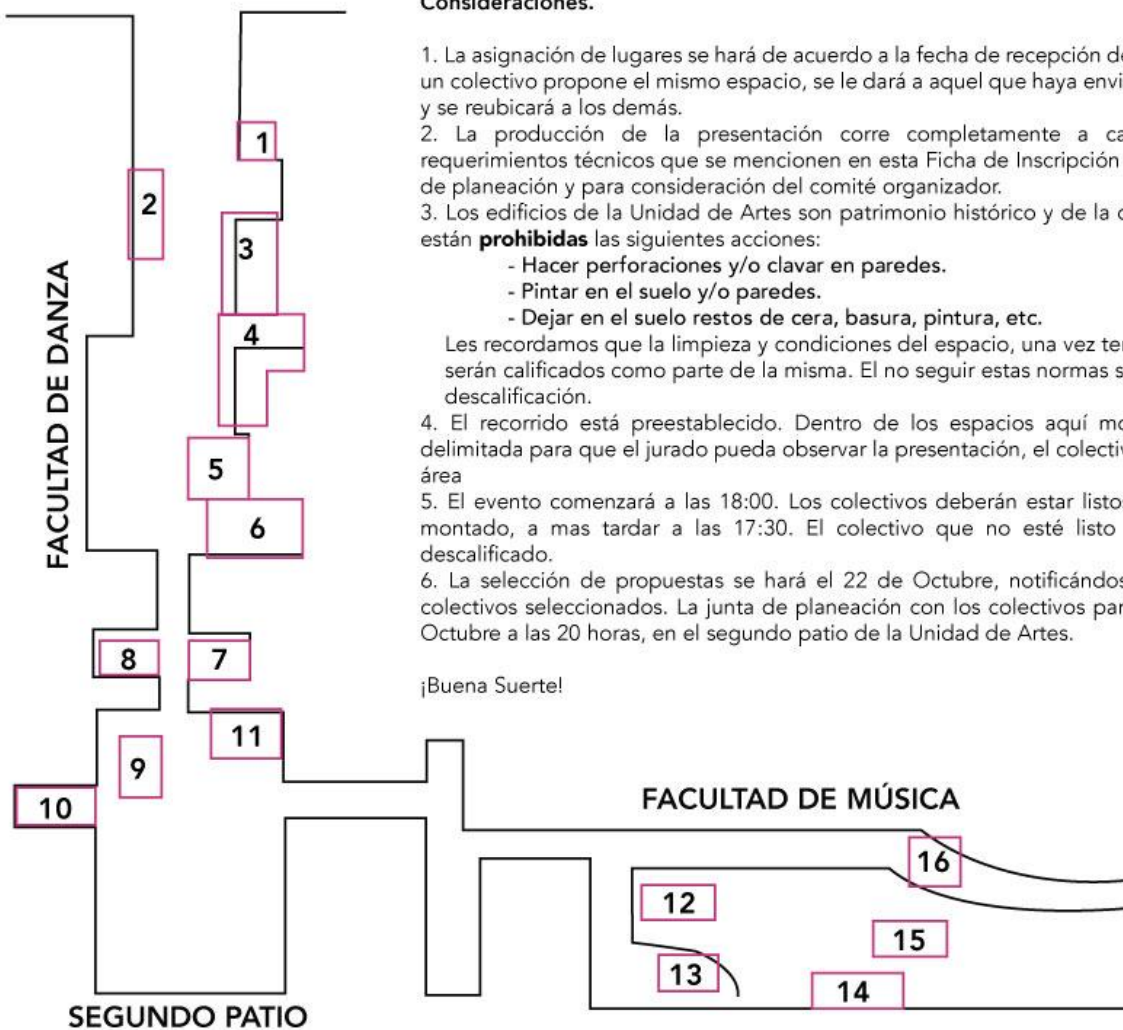 Consideraciones.
1. La asignación de lugares se hará de acuerdo a la fecha de recepción de
un colectivo propone el mismo espacio, se le dará a aquel que haya envi
y se reubicará a los demás.
2. La producción de la presentación corre completamente a ca
requerimientos técnicos que se mencionen en esta Ficha de Inscripción
de planeación y para consideración del comité organizador.
3. Los edificios de la Unidad de Artes son patrimonio histórico y de la
están prohibidas las siguientes acciones:
- Hacer perforaciones y/o clavar en paredes.
- Pintar en el suelo y/o paredes.
- Dejar en el suelo restos de cera, basura, pintura, etc.
Les recordamos que la limpieza y condiciones del espacio, una vez ter
serán calificados como parte de la misma. El no seguir estas normas s
descalificación.
4. El recorrido está preestablecido. Dentro de los espacios aquí mo
delimitada para que el jurado pueda observar la presentación, el colectiv
área
5. El evento comenzará a las 18:00. Los colectivos deberán estar listos
montado, a mas tardar a las 17:30. El colectivo que no esté listo
descalificado.
6. La selección de propuestas se hará el 22 de Octubre, notificándos
colectivos seleccionados. La junta de planeación con los colectivos par
Octubre a las 20 horas, en el segundo patio de la Unidad de Artes.
¡Buena Suerte!
FACULTAD DE DANZA
1
2
3
4
5
6
8
7
11
9
10
SEGUNDO PATIO
FACULTAD DE MÚSICA
16
12
15
13
14